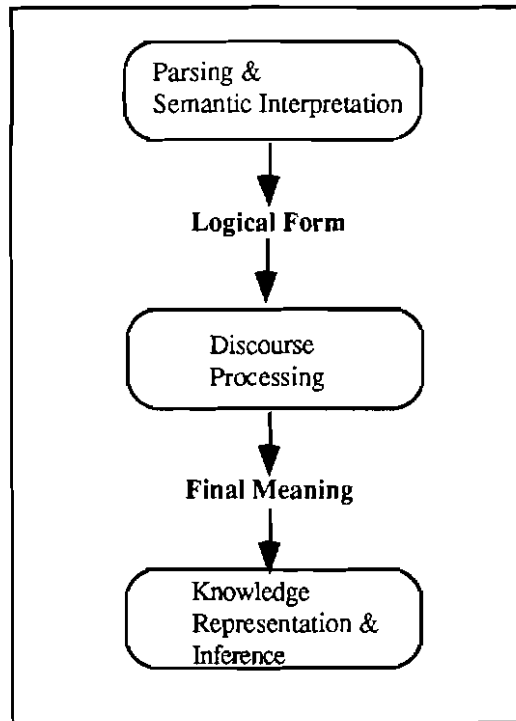 Parsing &
Semantic Interpretation
Logical Form
Discourse
Processing
Final Meaning
Knowledge
Representation &
Inference